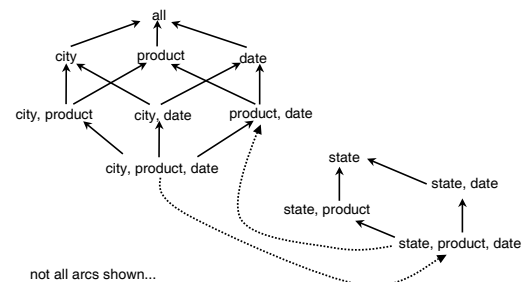 all
city
product
date
city, product
city, date
product, date
city, product, date
state
state, date
state, product
state, product, date
not all arcs shown...